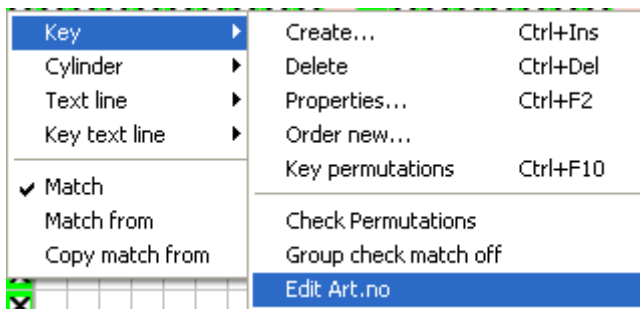 Key
Cylinder
Text line
Key text line
Match
Match from
Copy match from
Create... Ctrl+Ins
Delete Ctrl+Del
Properties... Ctrl+F2
Order new...
Key permutations Ctrl+F10
Check Permutations
Group check match off
Edit Art.no